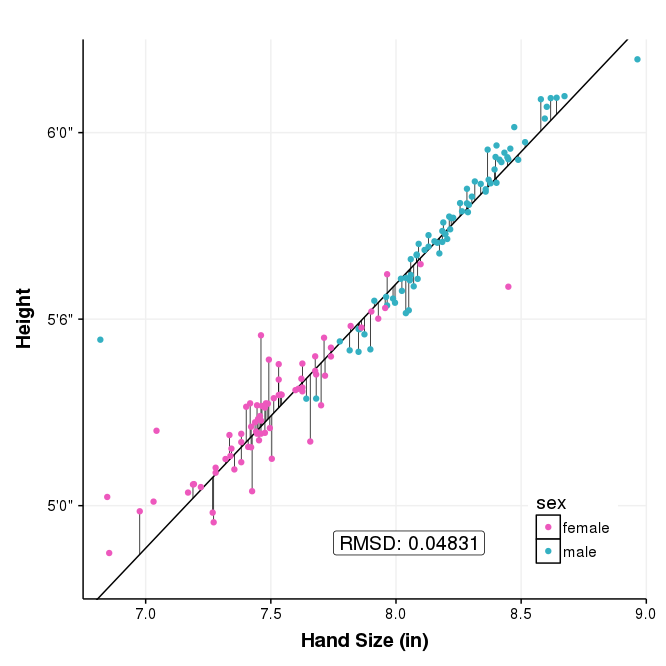 6'0"
5'6"
5'0"
Height
RMSD: 0.04831
sex
female
male
7.0 7.5 8.0 8.5 9.0
Hand Size (in)